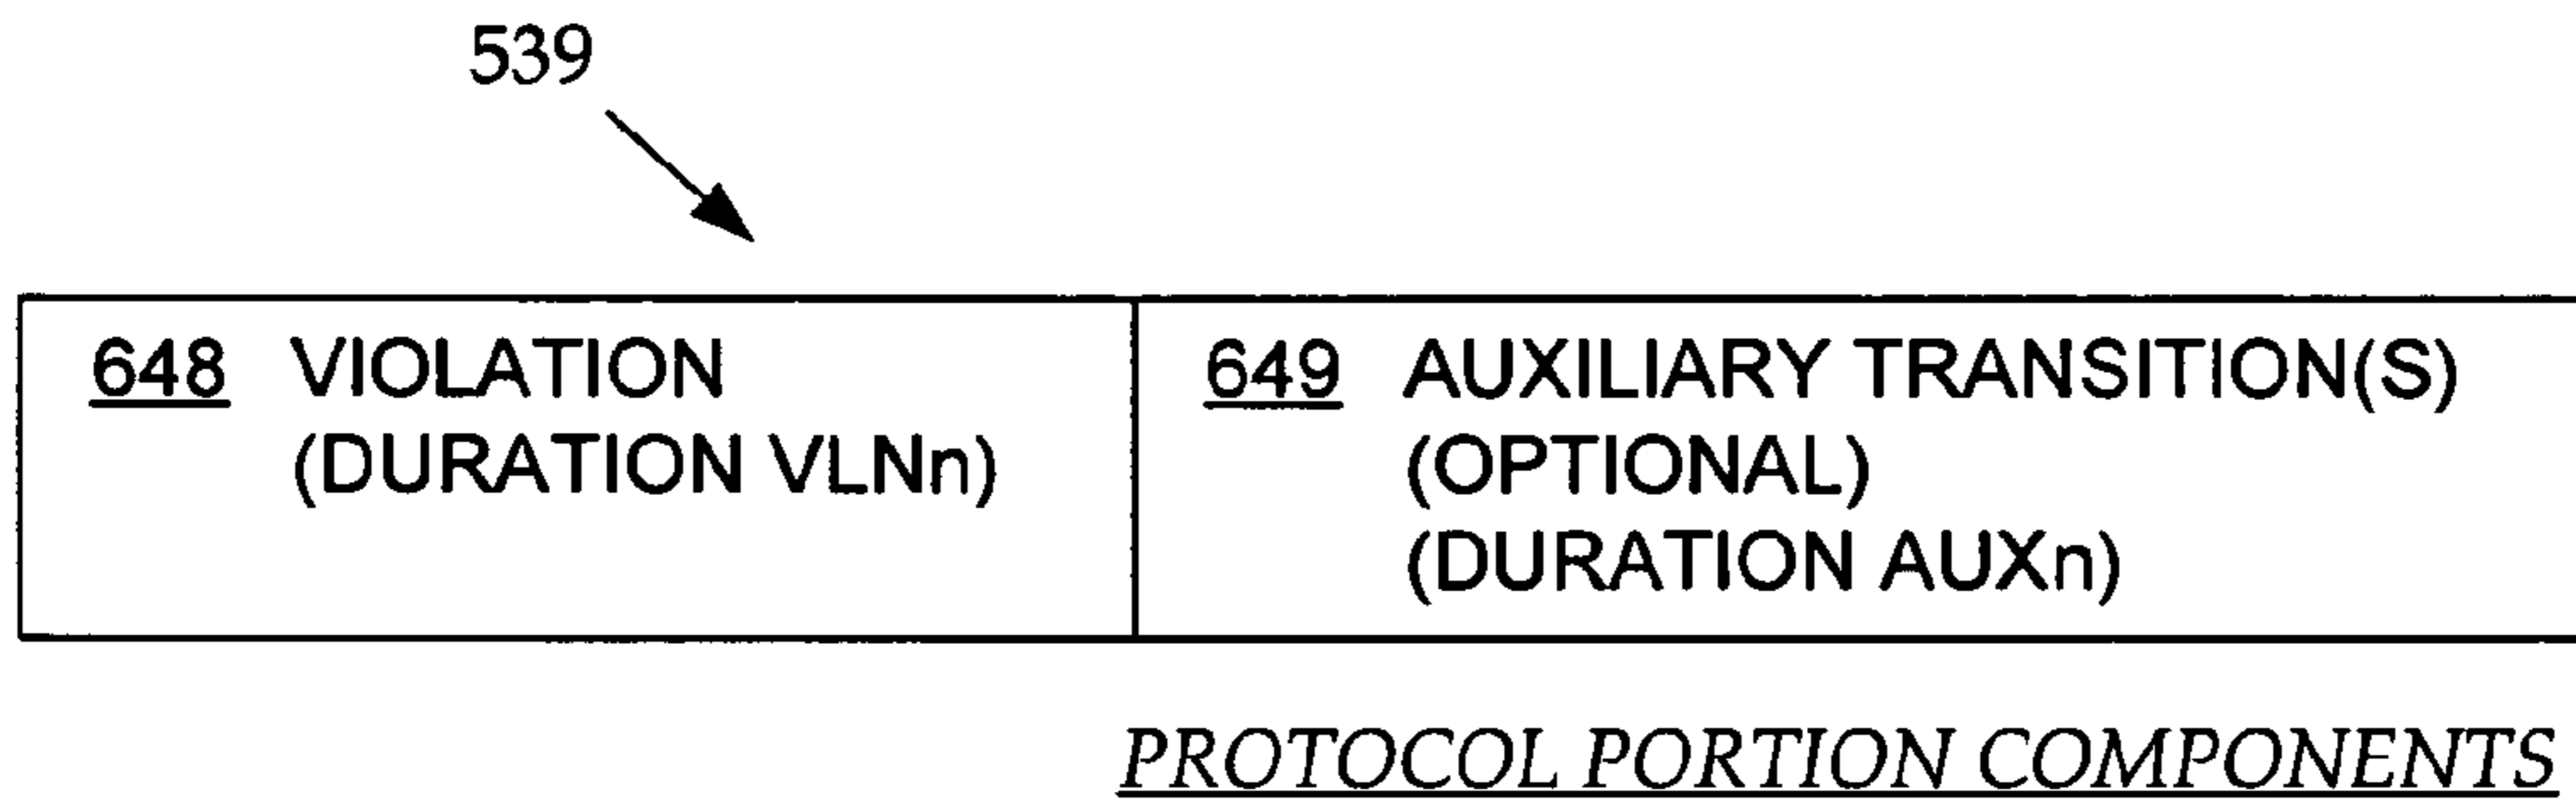 539
648 VIOLATION
(DURATION VLNn)
649 AUXILIARY TRANSITION(S)
(OPTIONAL)
(DURATION AUXn)
PROTOCOL PORTION COMPONENTS